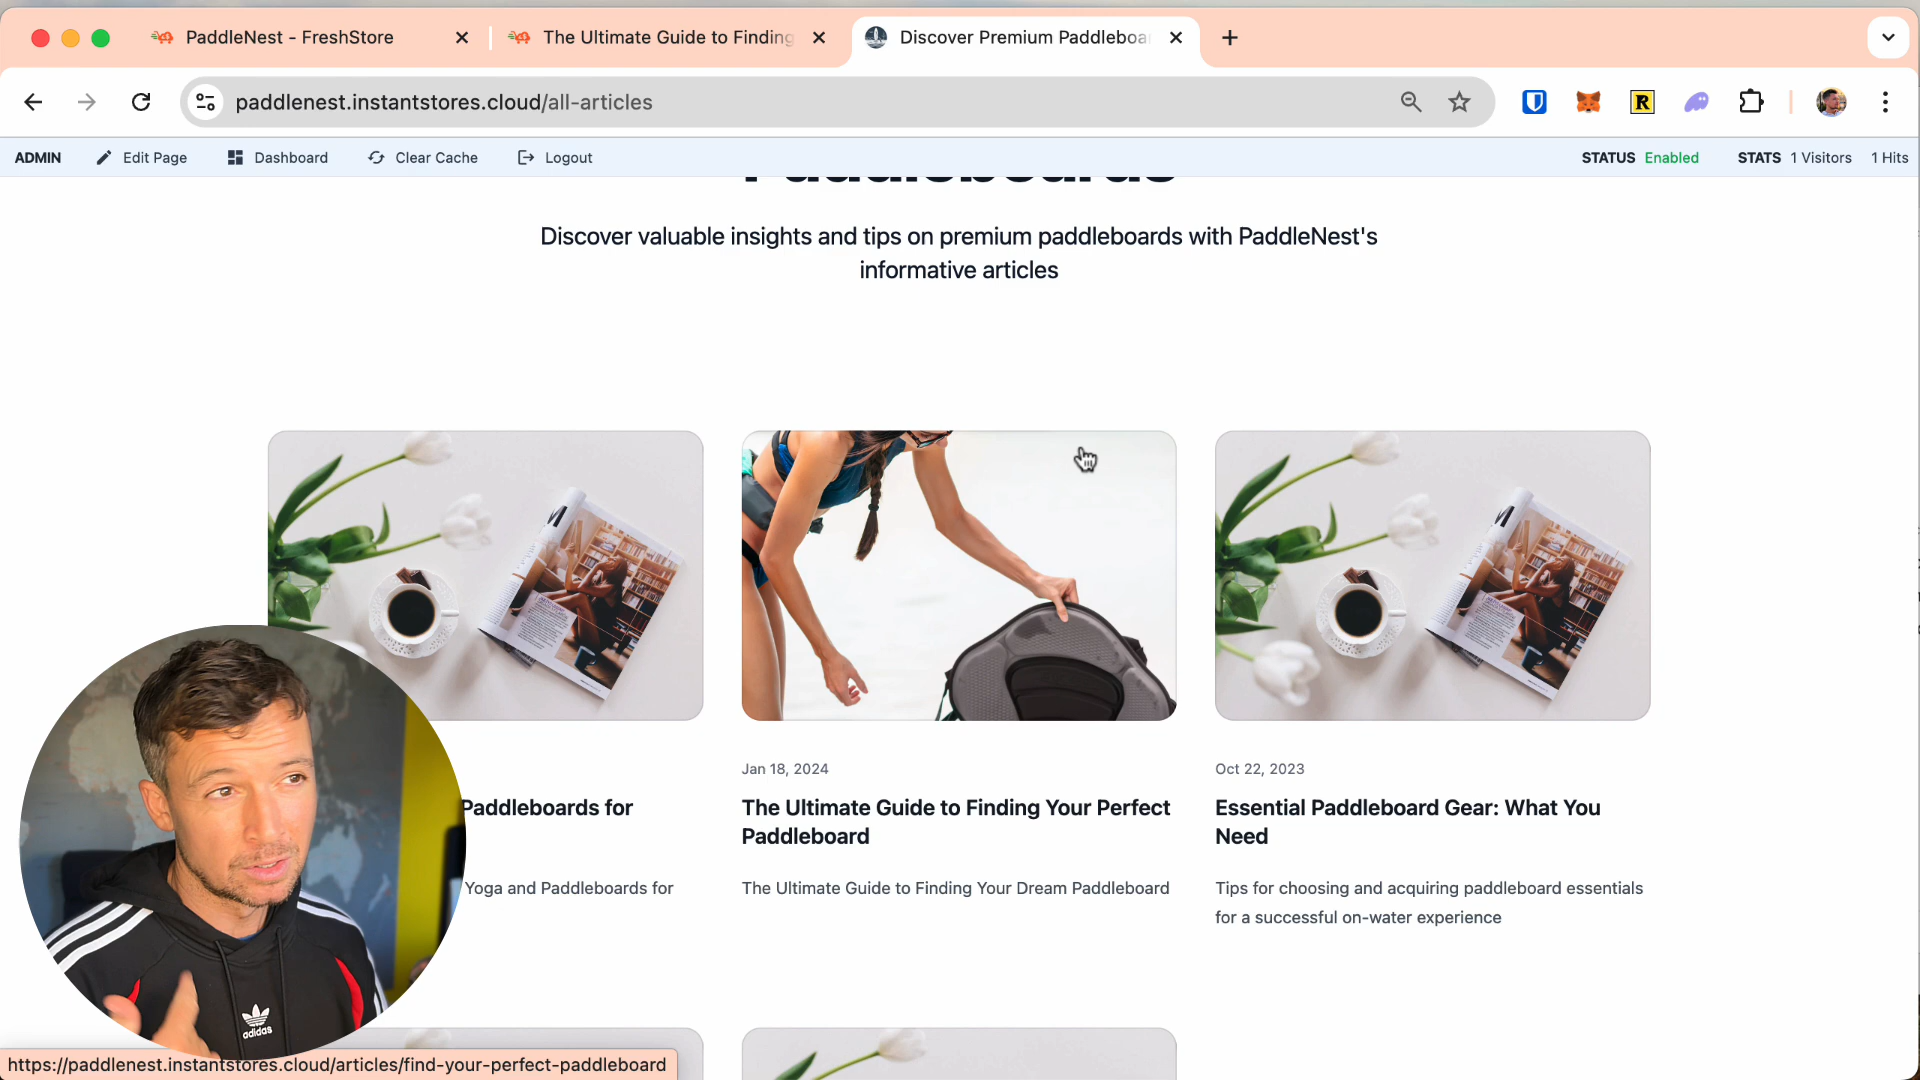 PaddleNest - FreshStore
The Ultimate Guide to Finding
Discover Premium Paddleboa
paddlenest.instantstores.cloud/all-articles
ADMIN Edit Page Dashboard Clear Cache Logout STATUS Enabled STATS 1 Visitors 1 Hits
Discover valuable insights and tips on premium paddleboards with PaddleNest's
informative articles
Paddleboards for
Yoga and Paddleboards for
Jan 18, 2024
The Ultimate Guide to Finding Your Perfect
Paddleboard
The Ultimate Guide to Finding Your Dream Paddleboard
Oct 22, 2023
Essential Paddleboard Gear: What You
Need
Tips for choosing and acquiring paddleboard essentials
for a successful on-water experience
adidas
https://paddlenest.instantstores.cloud/articles/find-your-perfect-paddleboard